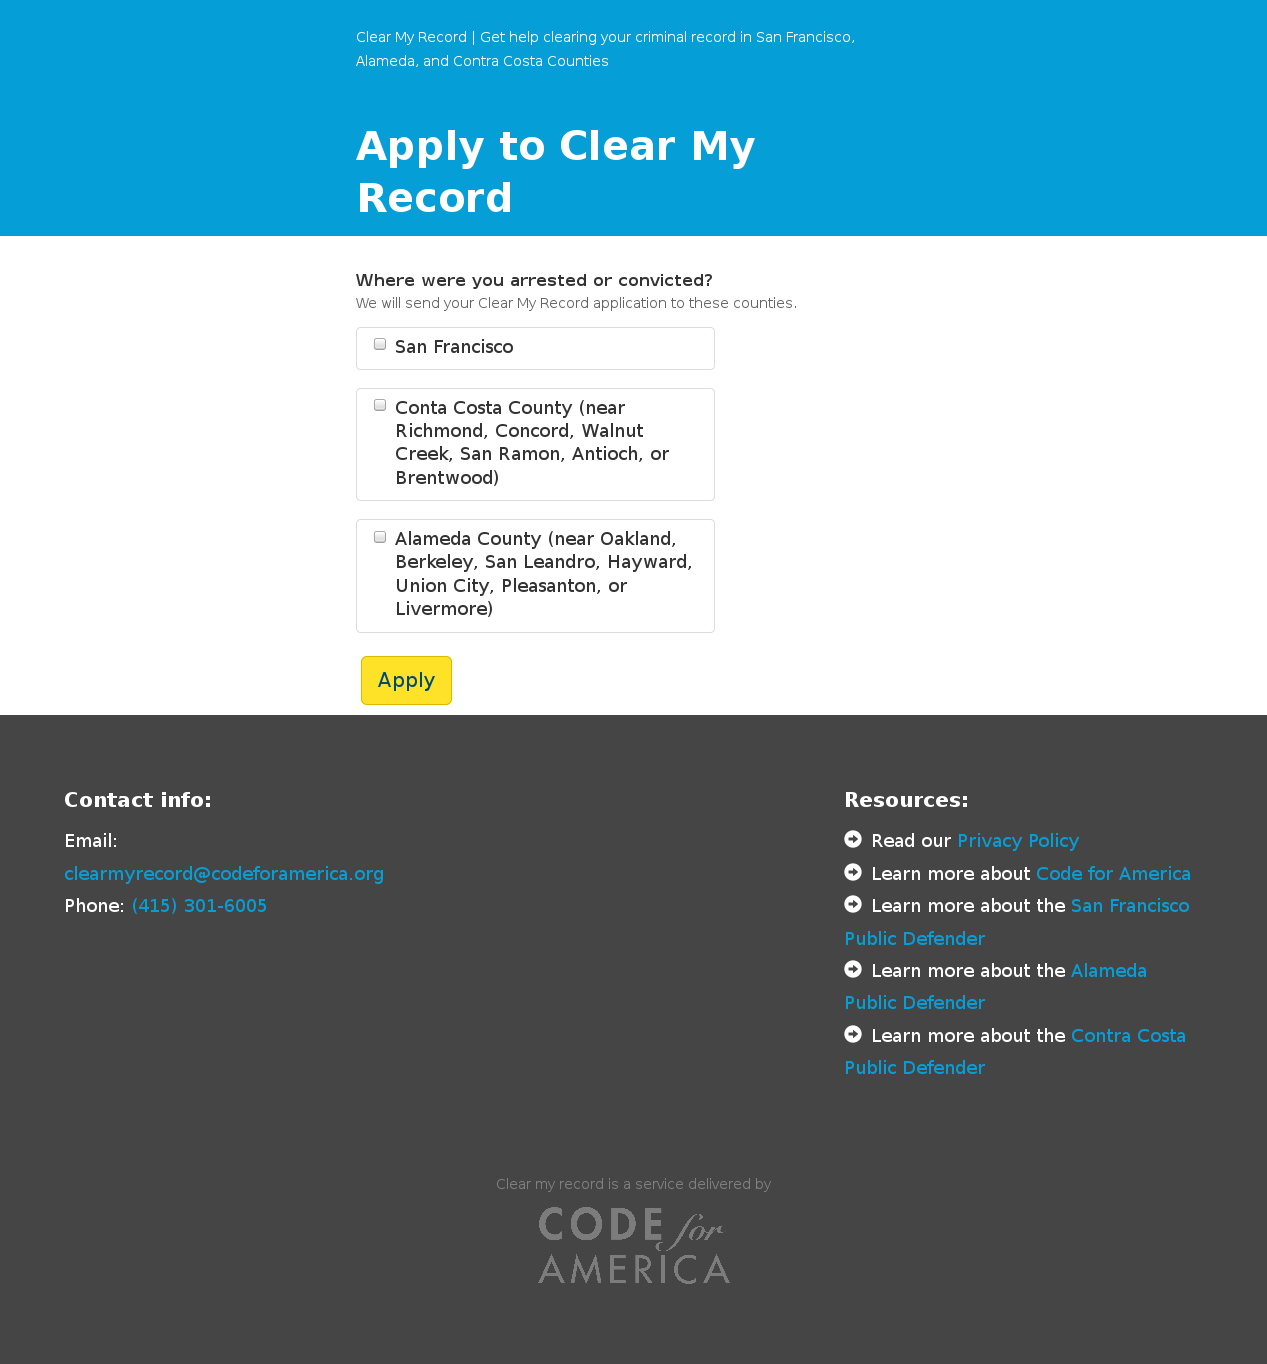 Clear My Record | Get help clearing your criminal record in San Francisco,
Alameda, and Contra Costa Counties
Apply to Clear My
Record
Where were you arrested or convicted?
We will send your Clear My Record application to these counties.
San Francisco
Conta Costa County (near
Richmond, Concord, Walnut
Creek, San Ramon, Antioch, or
Brentwood)
Alameda County (near Oakland,
Berkeley, San Leandro, Hayward,
Union City, Pleasanton, or
Livermore)
Apply
Contact info:
Email:
clearmyrecord@codeforamerica.org
Phone: (415) 301-6005
Resources:
Read our Privacy Policy
Learn more about Code for America
Learn more about the San Francisco
Public Defender
Learn more about the Alameda
Public Defender
Learn more about the Contra Costa
Public Defender
Clear my record is a service delivered by
CODE for
AMERICA